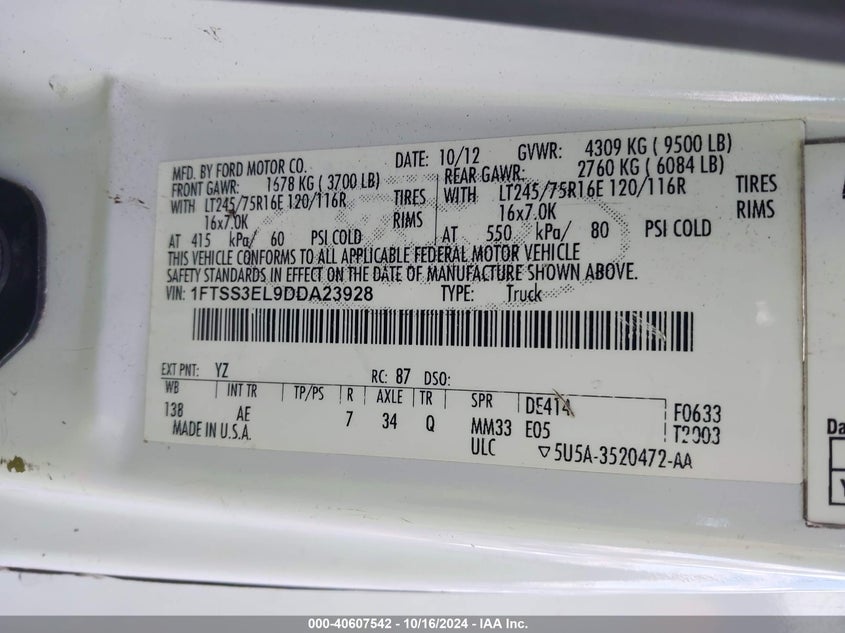 MFD. BY FORD MOTOR CO. DATE: 10/12 GVWR: 4309 KG ( 9500 LB)
FRONT GAWR: 1678 KG ( 3700 LB) REAR GAWR: 2760 KG ( 6084 LB)
WITH LT245/75R16E 120/116R TIRES WITH LT245/75R16E 120/116R TIRES
16x7.0K RIMS 16x7.0K RIMS
AT 415 kPa/ 60 PSI COLD AT 550 kPa/ 80 PSI COLD
THIS VEHICLE CONFORMS TO ALL APPLICABLE FEDERAL MOTOR VEHICLE
SAFETY STANDARDS IN EFFECT ON THE DATE OF MANUFACTURE SHOWN ABOVE.
VIN: 1FTSS3EL9DDA23928 TYPE: Truck
EXT PNT: YZ RC: 87 DSO:
WB INT TR TP/PS R AXLE TR SPR DE414 F0633
138 AE 7 34 Q MM33 E05 T2003
MADE IN U.S.A. ULC ▽5U5A-3520472-AA
Da
000-40607542 - 10/16/2024 - IAA Inc.